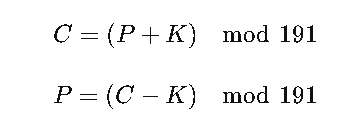 C = (P + K) mod 191
P = (C − K) mod 191